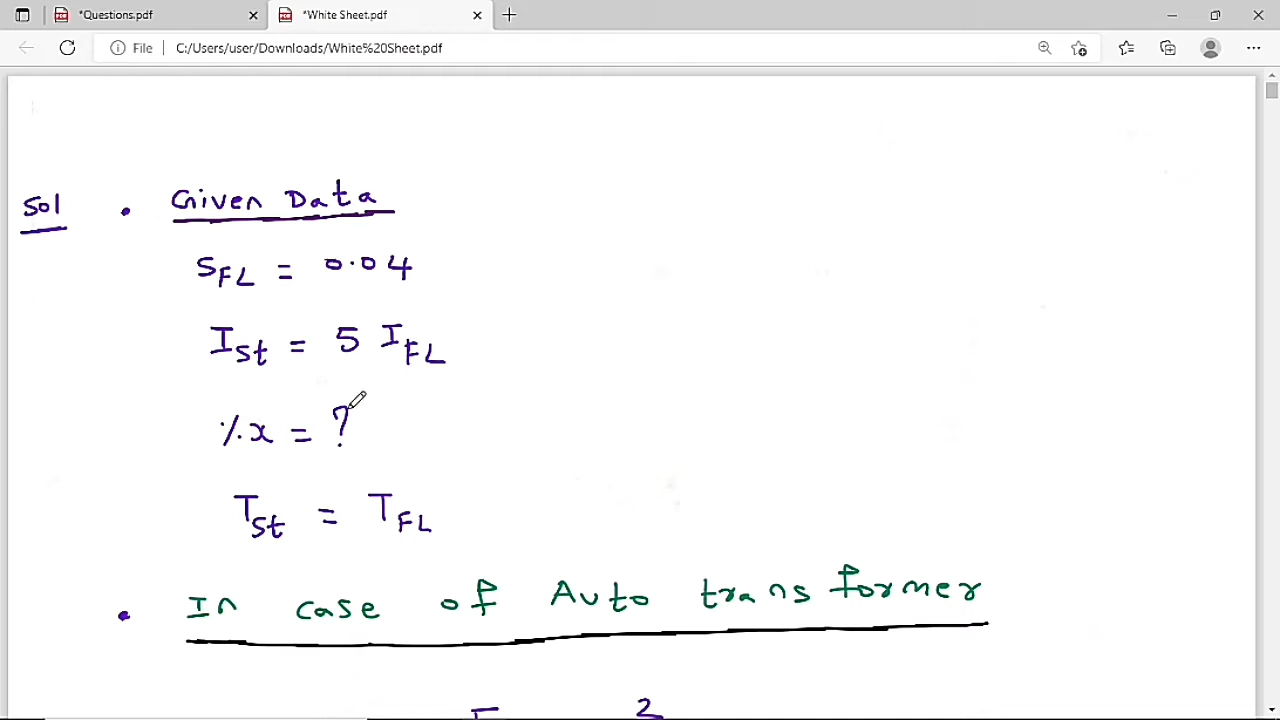 *Questions.pdf
*White Sheet.pdf
File C:/Users/user/Downloads/White%20Sheet.pdf
Sol . Given Data
SFL = 0.04
Ist = 5 IFL
%x = ?
Tst = TFL
. In case of Auto transformer
2